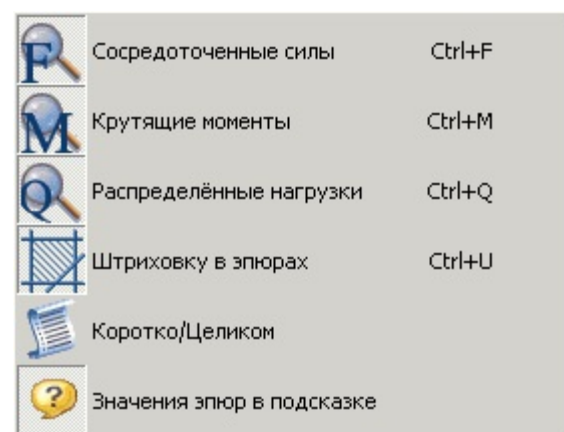 F Сосредоточенные силы Ctrl+F
M Крутящие моменты Ctrl+M
Q Распределённые нагрузки Ctrl+Q
Штриховку в эпюрах Ctrl+U
Коротко/Целиком
? Значения эпюр в подсказке